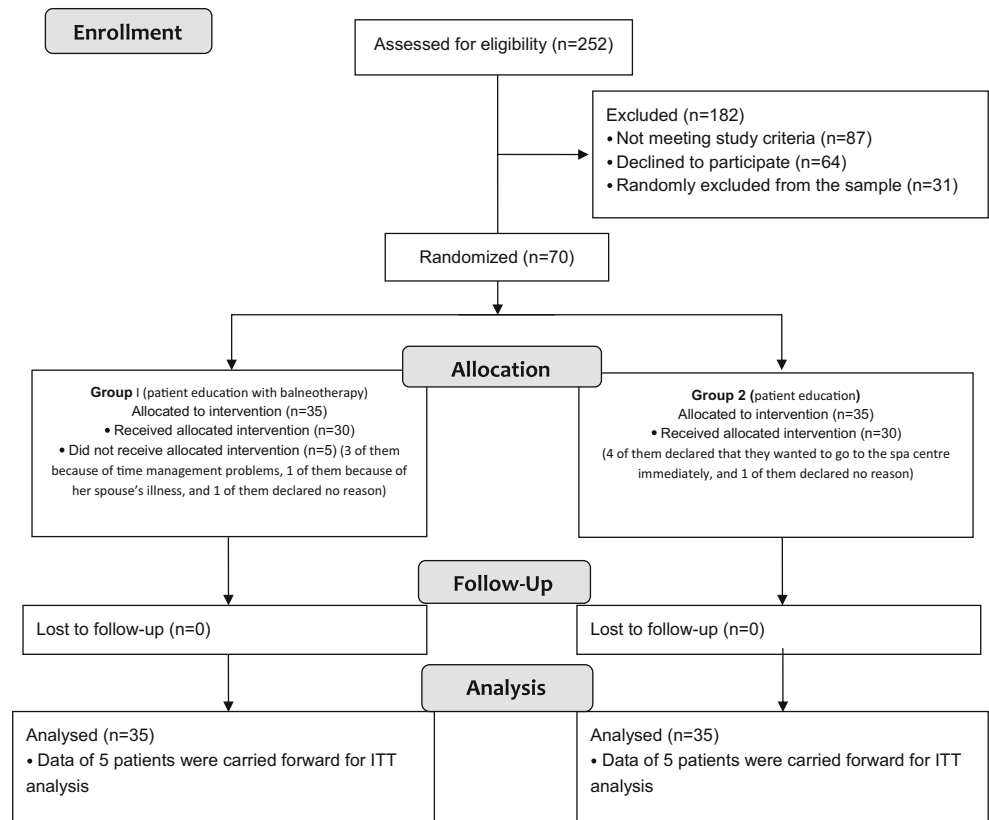 Enrollment
Assessed for eligibility (n=252)
Excluded (n=182)
• Not meeting study criteria (n=87)
• Declined to participate (n=64)
• Randomly excluded from the sample (n=31)
Randomized (n=70)
Allocation
Group I (patient education with balneotherapy)
Allocated to intervention (n=35)
• Received allocated intervention (n=30)
• Did not receive allocated intervention (n=5) (3 of them
because of time management problems, 1 of them because of
her spouse's illness, and 1 of them declared no reason)
Group 2 (patient education)
Allocated to intervention (n=35)
• Received allocated intervention (n=30)
(4 of them declared that they wanted to go to the spa centre
immediately, and 1 of them declared no reason)
Follow-Up
Lost to follow-up (n=0)
Lost to follow-up (n=0)
Analysis
Analysed (n=35)
• Data of 5 patients were carried forward for ITT
analysis
Analysed (n=35)
• Data of 5 patients were carried forward for ITT
analysis